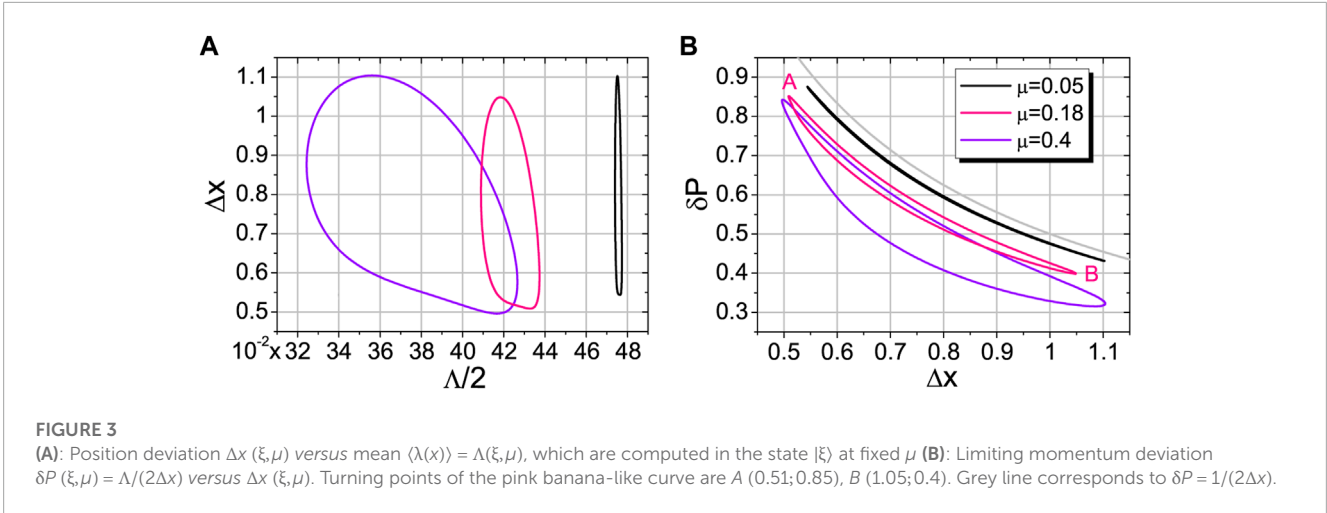 A
B
1.1
1
0.9
0.8
0.7
0.6
0.5
Δx
10⁻²x 32 34 36 38 40 42 44 46 48
Λ/2
0.9
0.8
0.7
0.6
0.5
0.4
0.3
δP
A
B
μ=0.05
μ=0.18
μ=0.4
0.5 0.6 0.7 0.8 0.9 1 1.1
Δx
FIGURE 3
(A): Position deviation Δx (ξ,μ) versus mean ⟨λ(x)⟩ = Λ(ξ,μ), which are computed in the state |ξ⟩ at fixed μ (B): Limiting momentum deviation
δP (ξ,μ) = Λ/(2Δx) versus Δx (ξ,μ). Turning points of the pink banana-like curve are A (0.51;0.85), B (1.05;0.4). Grey line corresponds to δP = 1/(2Δx).